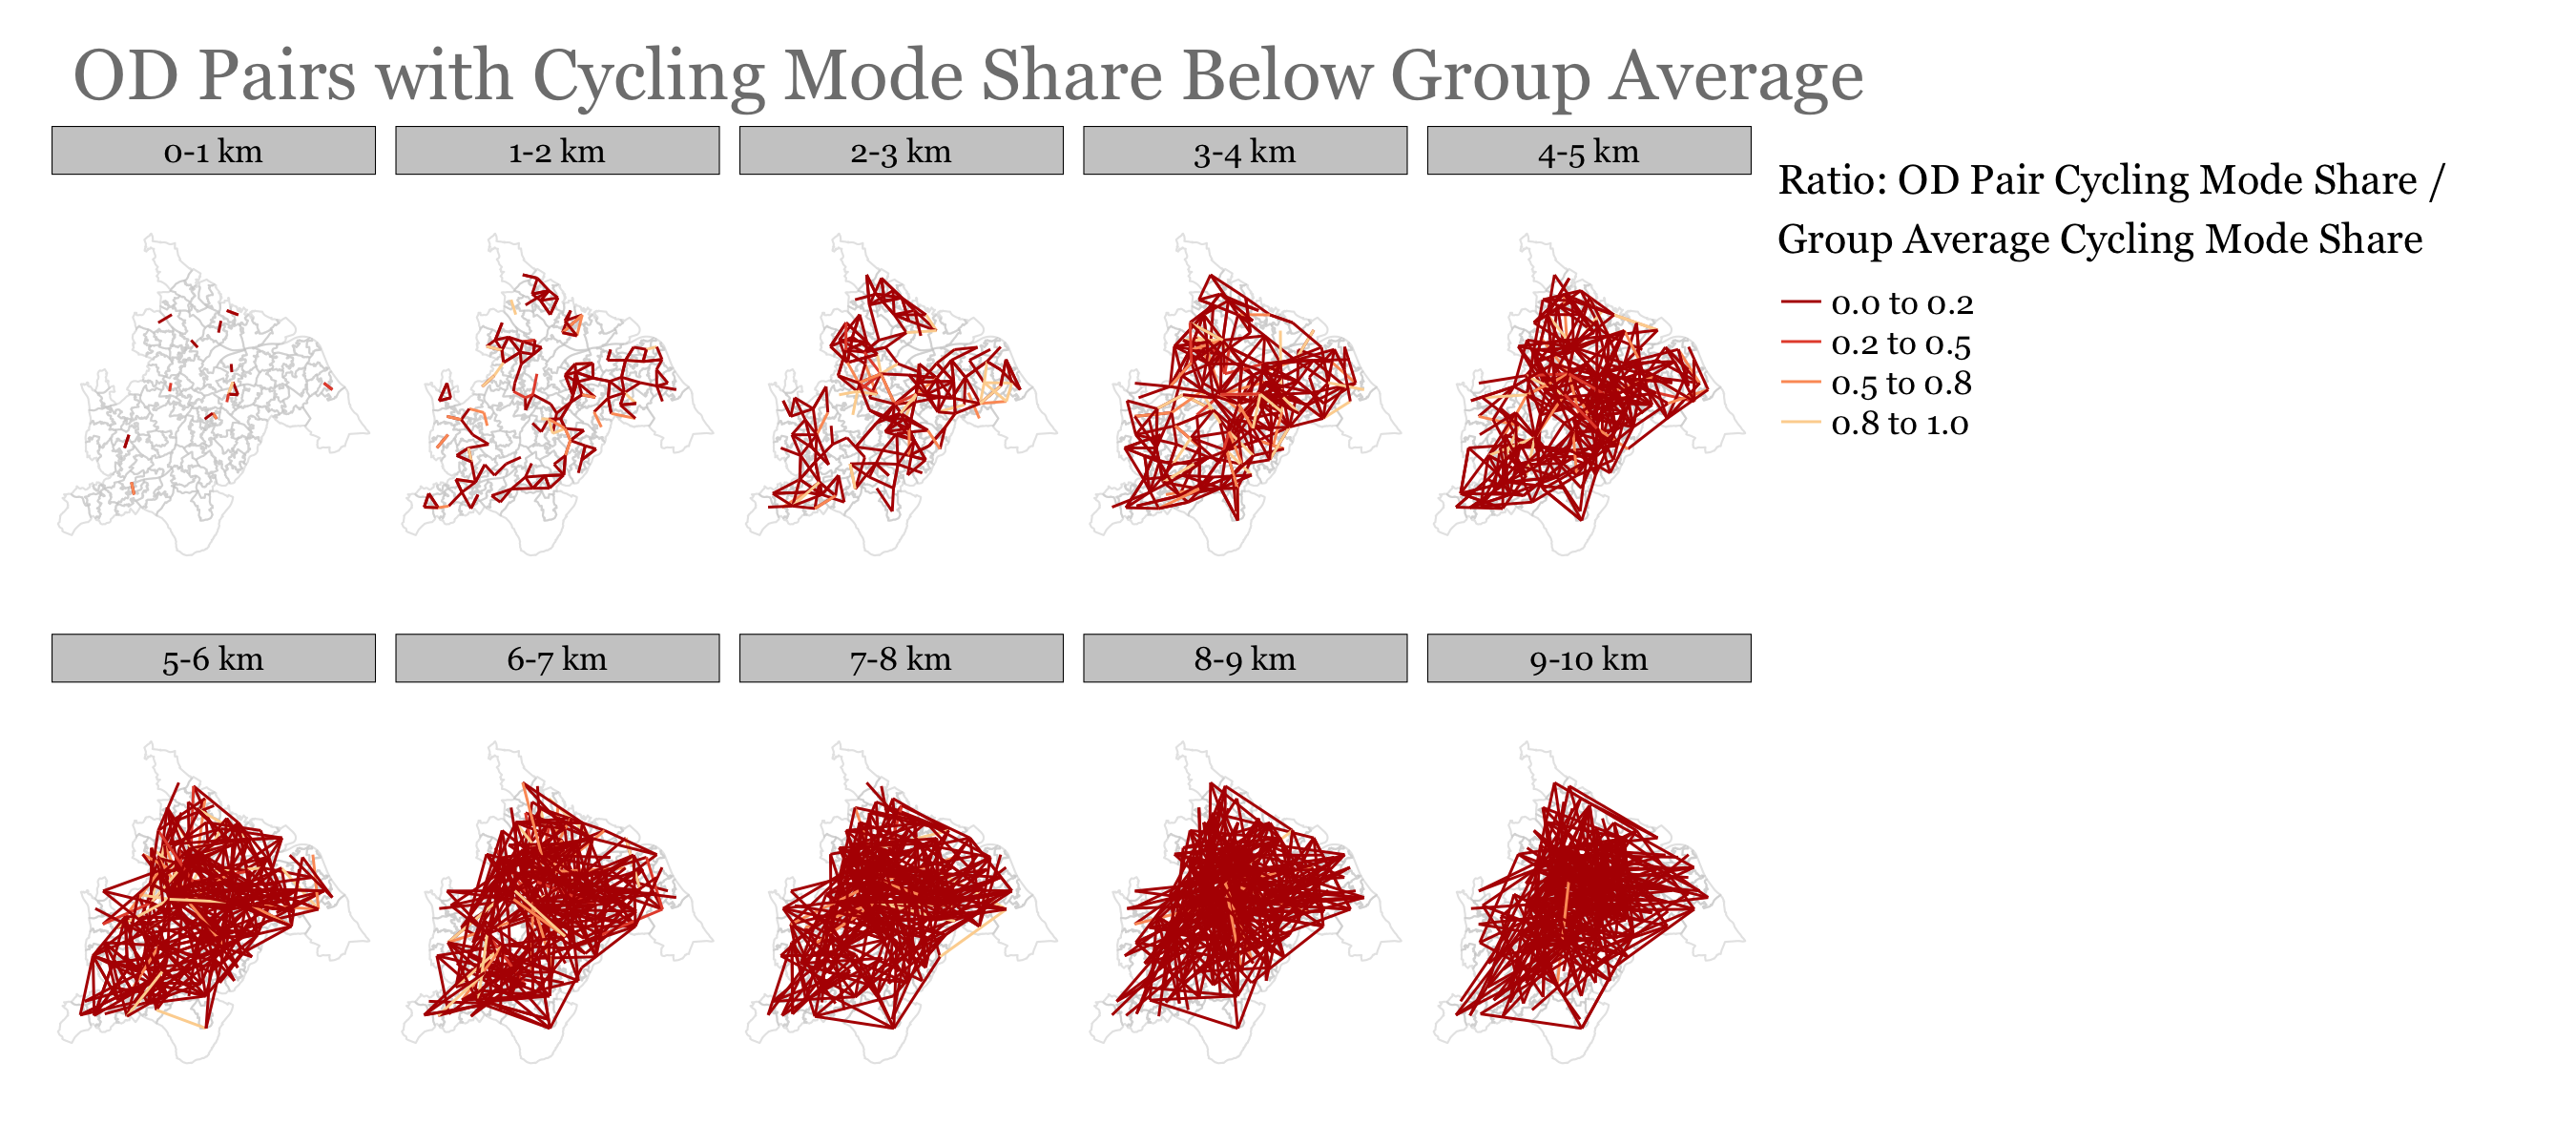 OD Pairs with Cycling Mode Share Below Group Average
0-1 km
1-2 km
2-3 km
3-4 km
4-5 km
Ratio: OD Pair Cycling Mode Share /
Group Average Cycling Mode Share
0.0 to 0.2
0.2 to 0.5
0.5 to 0.8
0.8 to 1.0
5-6 km
6-7 km
7-8 km
8-9 km
9-10 km